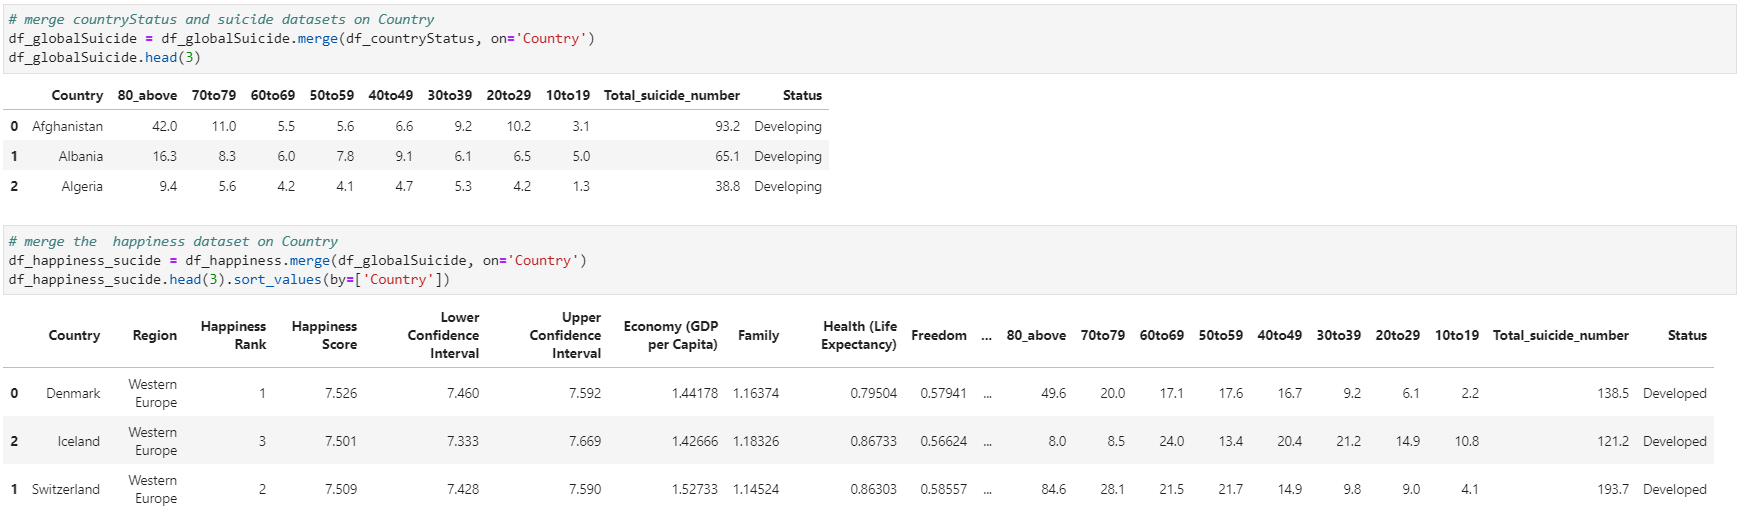 # merge countryStatus and suicide datasets on Country
df_globalSuicide = df_globalSuicide.merge(df_countryStatus, on='Country')
df_globalSuicide.head(3)
Country 80_above 70to79 60to69 50to59 40to49 30to39 20to29 10to19 Total_suicide_number Status
0 Afghanistan 42.0 11.0 5.5 5.6 6.6 9.2 10.2 3.1 93.2 Developing
1 Albania 16.3 8.3 6.0 7.8 9.1 6.1 6.5 5.0 65.1 Developing
2 Algeria 9.4 5.6 4.2 4.1 4.7 5.3 4.2 1.3 38.8 Developing
# merge the  happiness dataset on Country
df_happiness_sucide = df_happiness.merge(df_globalSuicide, on='Country')
df_happiness_sucide.head(3).sort_values(by=['Country'])
Country Region Happiness Rank Happiness Score Lower Confidence Interval Upper Confidence Interval Economy (GDP per Capita) Family Health (Life Expectancy) Freedom ... 80_above 70to79 60to69 50to59 40to49 30to39 20to29 10to19 Total_suicide_number Status
0 Denmark Western Europe 1 7.526 7.460 7.592 1.44178 1.16374 0.79504 0.57941 ... 49.6 20.0 17.1 17.6 16.7 9.2 6.1 2.2 138.5 Developed
2 Iceland Western Europe 3 7.501 7.333 7.669 1.42666 1.18326 0.86733 0.56624 ... 8.0 8.5 24.0 13.4 20.4 21.2 14.9 10.8 121.2 Developed
1 Switzerland Western Europe 2 7.509 7.428 7.590 1.52733 1.14524 0.86303 0.58557 ... 84.6 28.1 21.5 21.7 14.9 9.8 9.0 4.1 193.7 Developed